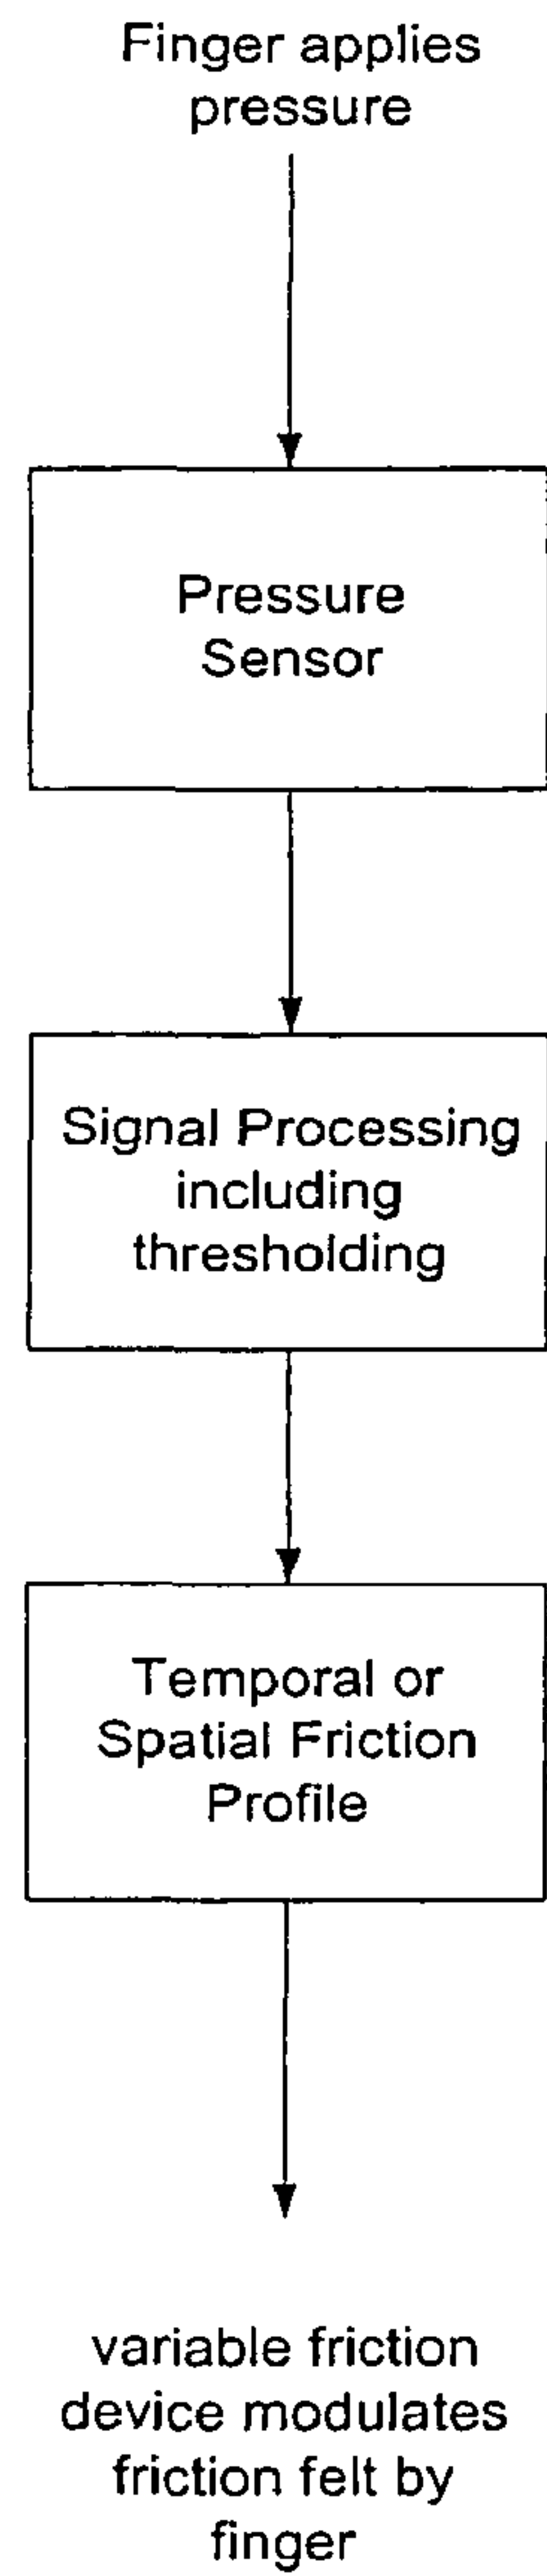 Finger applies
pressure
Pressure
Sensor
Signal Processing
including
thresholding
Temporal or
Spatial Friction
Profile
variable friction
device modulates
friction felt by
finger